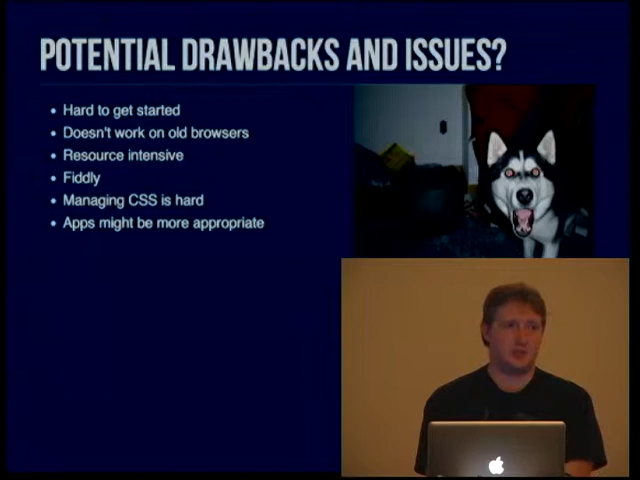 POTENTIAL DRAWBACKS AND ISSUES?
Hard to get started
Doesn't work on old browsers
Resource intensive
Fiddly
Managing CSS is hard
Apps might be more appropriate